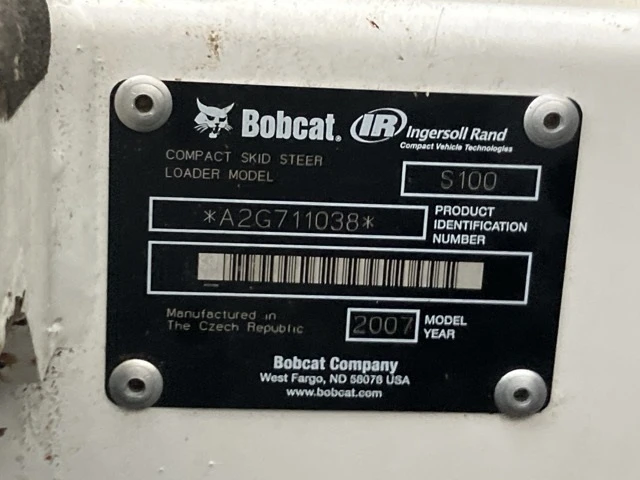 Bobcat. IR Ingersoll Rand
Compact Vehicle Technologies
COMPACT SKID STEER
LOADER MODEL
S100
*A2G711038*
PRODUCT
IDENTIFICATION
NUMBER
Manufactured in
The Czech Republic
2007
MODEL
YEAR
Bobcat Company
West Fargo, ND 58078 USA
www.bobcat.com